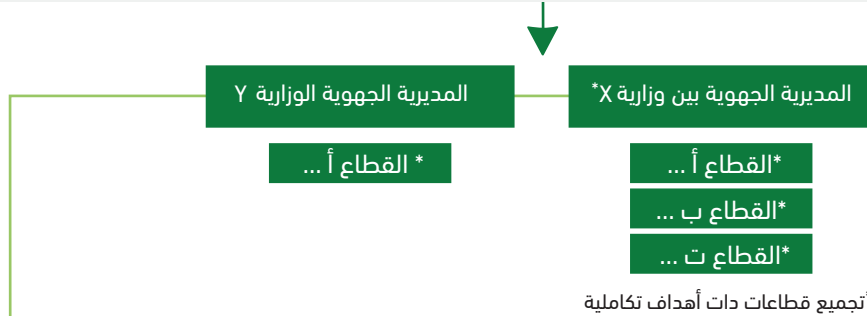 المديرية الجهوية بين وزارية X*
المديرية الجهوية الوزارية Y
*القطاع أ ...
* القطاع أ ...
*القطاع ب ...
*القطاع ت ...
*تجميع قطاعات دات أهداف تكاملية